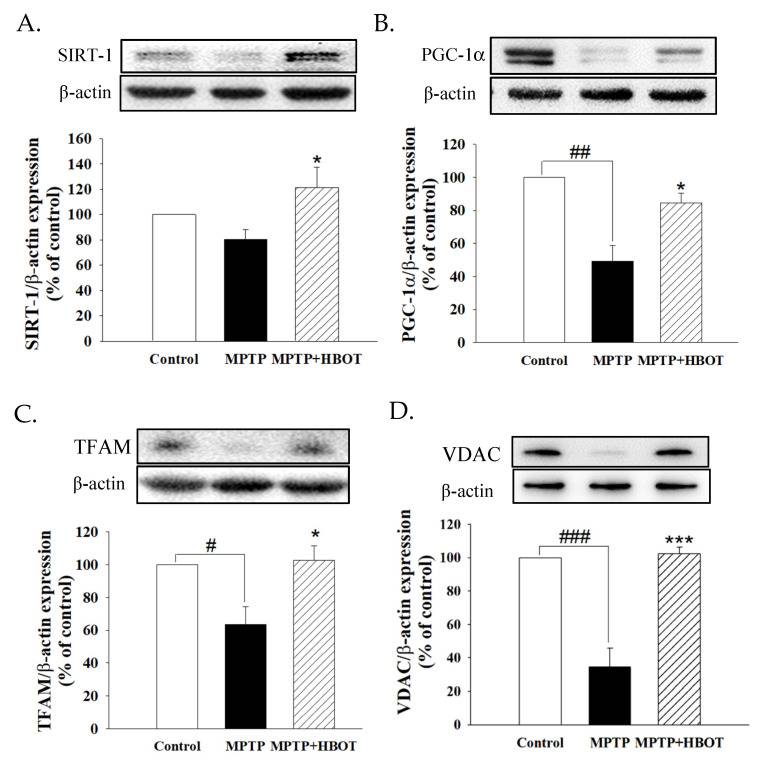 A.
SIRT-1
β-actin
SIRT-1/β-actin expression
(% of control)
160
140
120
100
80
60
40
20
0
*
Control MPTP MPTP+HBOT
B.
PGC-1α
β-actin
PGC-1α/β-actin expression
(% of control)
120
100
80
60
40
20
0
##
*
Control MPTP MPTP+HBOT
C.
TFAM
β-actin
TFAM/β-actin expression
(% of control)
120
100
80
60
40
20
0
#
*
Control MPTP MPTP+HBOT
D.
VDAC
β-actin
VDAC/β-actin expression
(% of control)
120
100
80
60
40
20
0
###
***
Control MPTP MPTP+HBOT